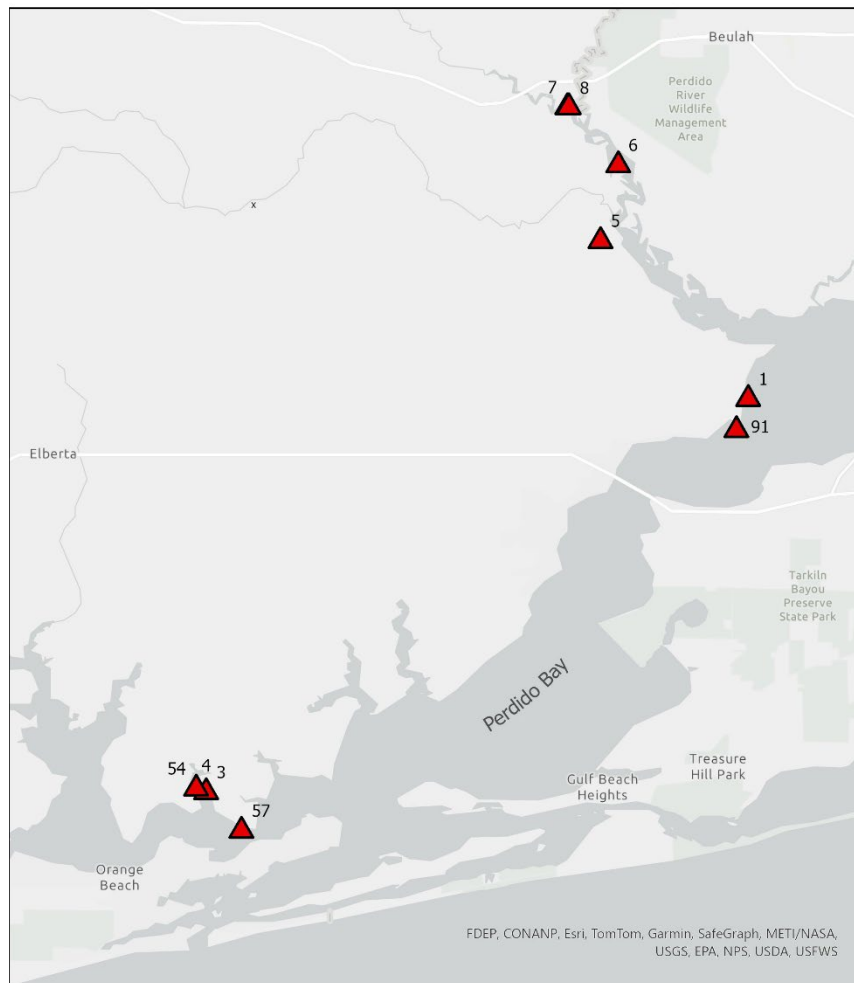 Beulah
Perdido
River
Wildlife
Management
Area
7 8
6
5
x
1
91
Elberta
Tarkiln
Bayou
Preserve
State Park
Perdido Bay
54 4 3
57
Treasure
Hill Park
Gulf Beach
Heights
Orange
Beach
FDEP, CONANP, Esri, TomTom, Garmin, SafeGraph, METI/NASA,
USGS, EPA, NPS, USDA, USFWS